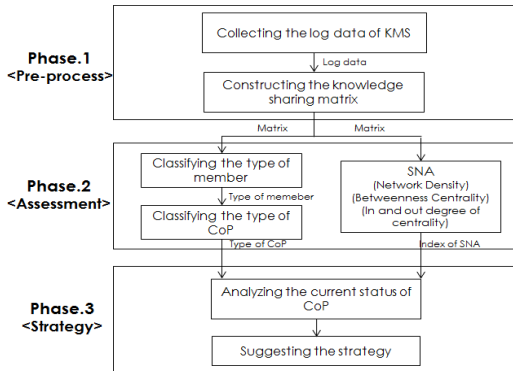 Phase.1
<Pre-process>
Collecting the log data of KMS
Log data
Constructing the knowledge
sharing matrix
Matrix
Matrix
Phase.2
<Assessment>
Classifying the type of
member
Type of memeber
Classifying the type of
CoP
Type of CoP
SNA
(Network Density)
(Betweenness Centrality)
(In and out degree of
centrality)
Index of SNA
Phase.3
<Strategy>
Analyzing the current status of
CoP
Suggesting the strategy